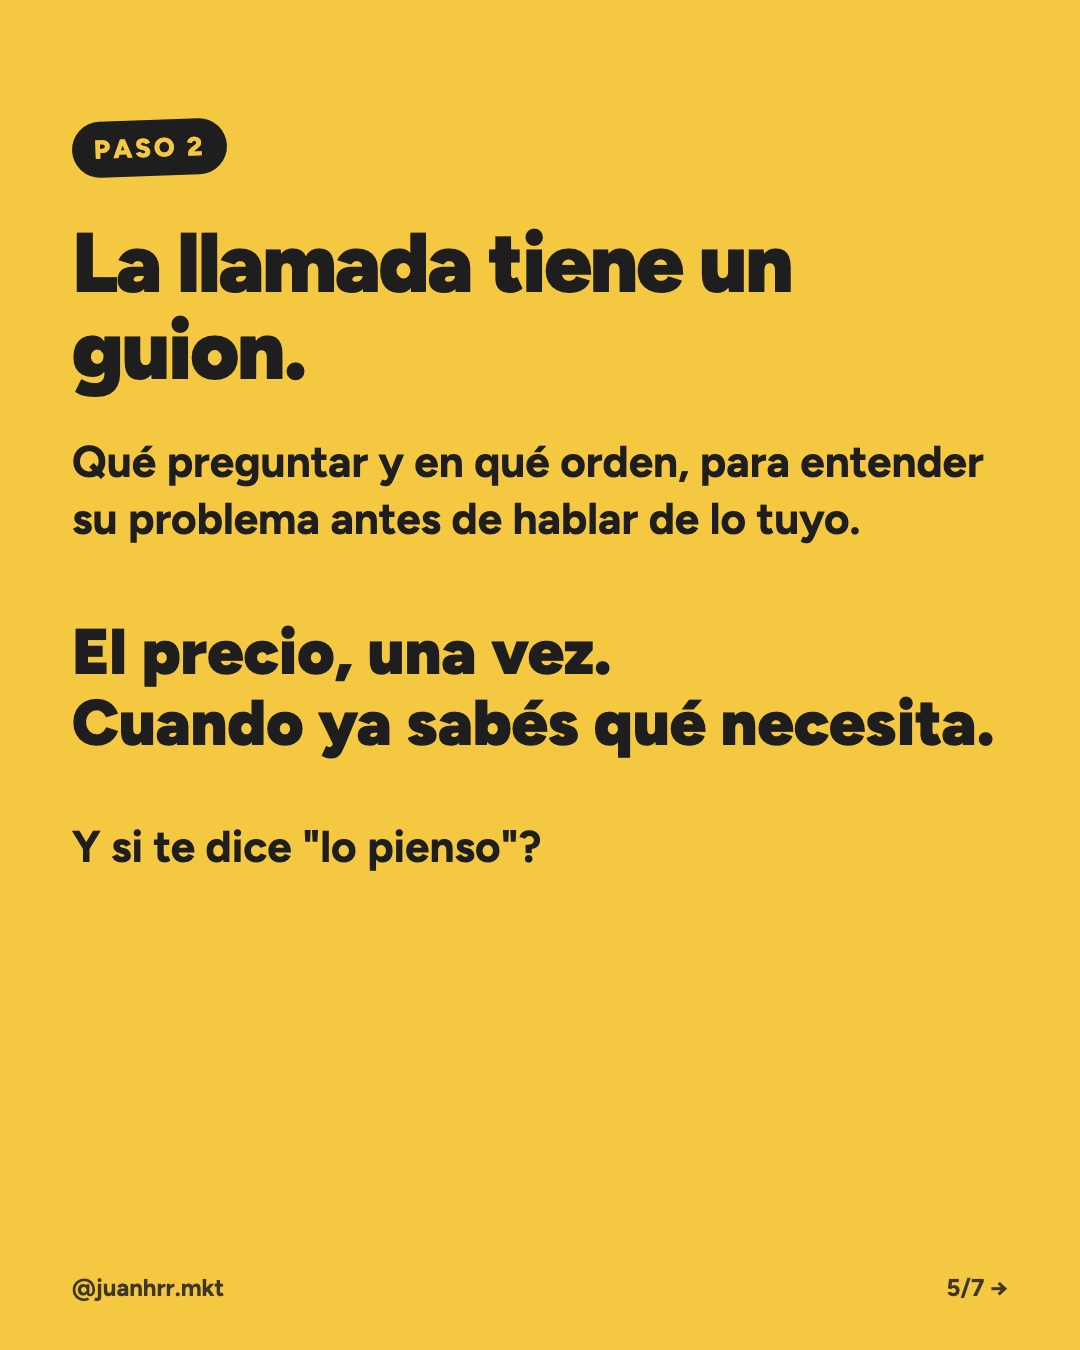 PASO 2
La llamada tiene un
guion.
Qué preguntar y en qué orden, para entender
su problema antes de hablar de lo tuyo.
El precio, una vez.
Cuando ya sabés qué necesita.
Y si te dice "lo pienso"?
@juanhrr.mkt
5/7 →